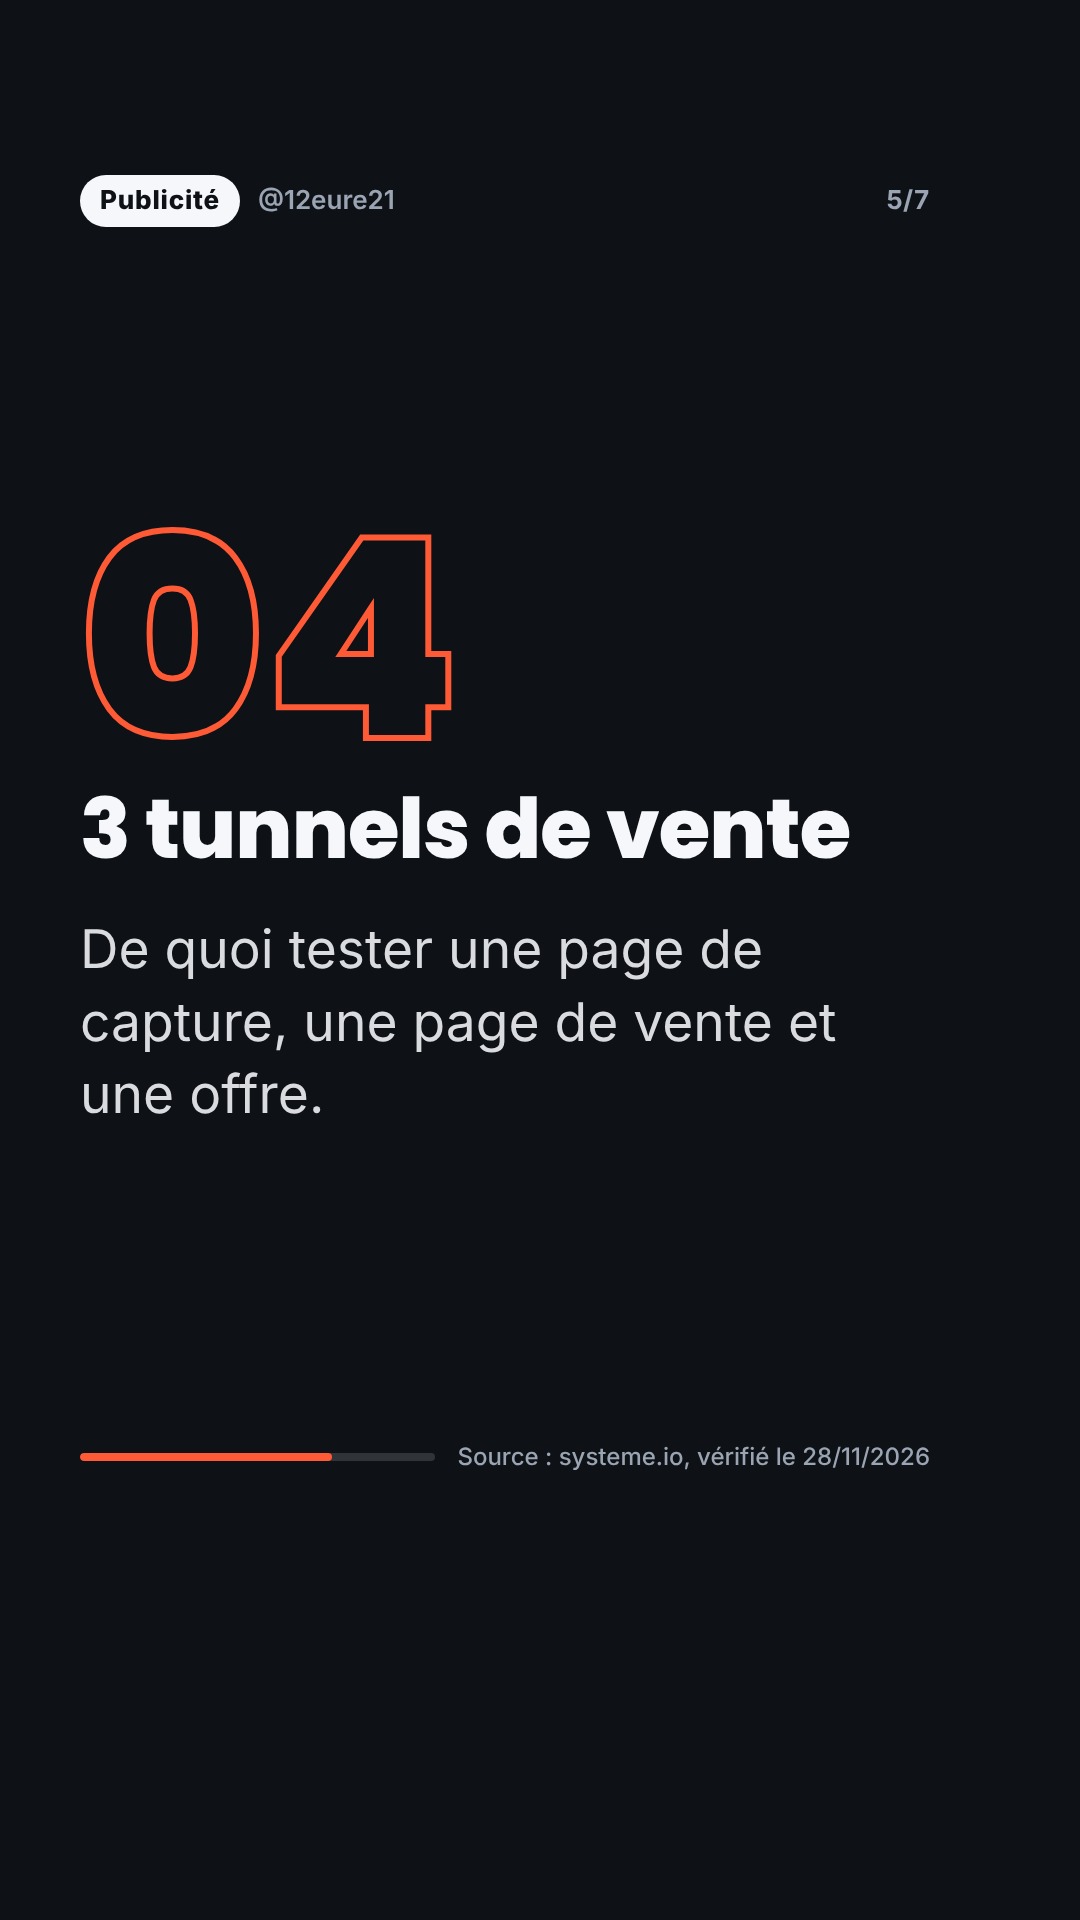 Publicité @12eure21 5/7
04
3 tunnels de vente
De quoi tester une page de
capture, une page de vente et
une offre.
Source : systeme.io, vérifié le 28/11/2026